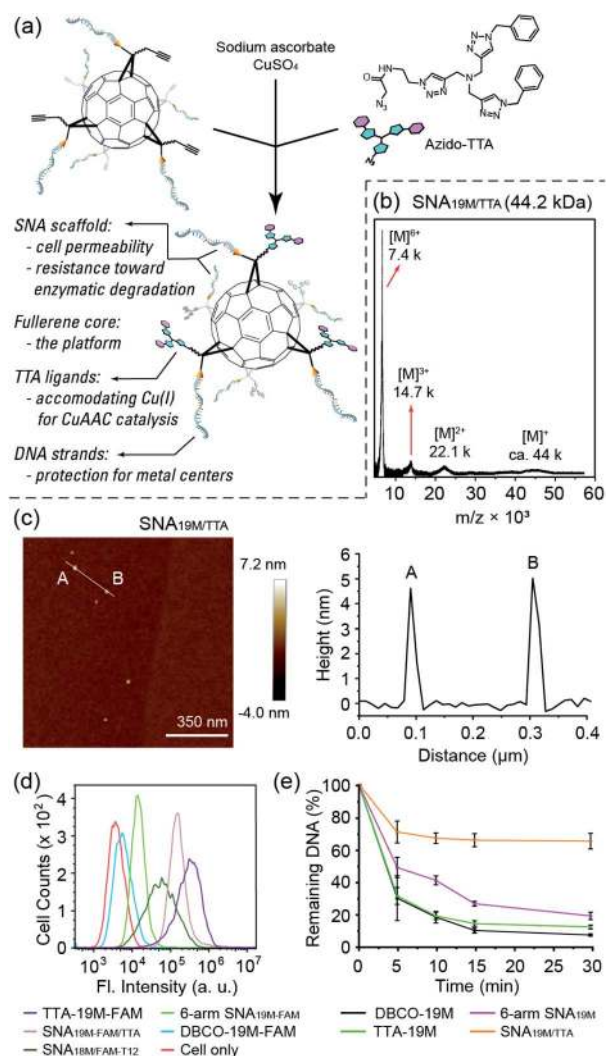 (a)
Sodium ascorbate
CuSO₄
N=N
N
N
N=N
N
N
N
N=N
HN
O
N₃
N₃
Azido-TTA
SNA scaffold:
- cell permeability
- resistance toward
enzymatic degradation
Fullerene core:
- the platform
TTA ligands:
- accomodating Cu(I)
for CuAAC catalysis
DNA strands:
- protection for metal centers
(b) SNA19M/TTA (44.2 kDa)
[M]⁶⁺
7.4 k
[M]³⁺
14.7 k
[M]²⁺
22.1 k
[M]⁺
ca. 44 k
10 20 30 40 50 60
m/z × 10³
(c) SNA19M/TTA
A
B
350 nm
7.2 nm
-4.0 nm
A
B
6
5
4
3
2
1
0
Height (nm)
0.0 0.1 0.2 0.3 0.4
Distance (µm)
(d)
4
3
2
1
0
Cell Counts (x 10²)
10³ 10⁴ 10⁵ 10⁶ 10⁷
Fl. Intensity (a. u.)
TTA-19M-FAM
6-arm SNA19M-FAM
SNA19M-FAM/TTA
DBCO-19M-FAM
SNA18M/FAM-T12
Cell only
(e)
100
80
60
40
20
0
Remaining DNA (%)
0 5 10 15 20 25 30
Time (min)
DBCO-19M
6-arm SNA19M
TTA-19M
SNA19M/TTA